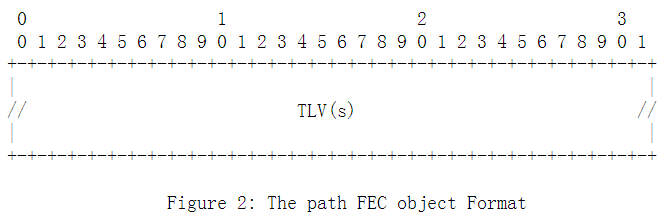 0                   1                   2                   3
0 1 2 3 4 5 6 7 8 9 0 1 2 3 4 5 6 7 8 9 0 1 2 3 4 5 6 7 8 9 0 1
+-+-+-+-+-+-+-+-+-+-+-+-+-+-+-+-+-+-+-+-+-+-+-+-+-+-+-+-+-+-+-+-+
|                                                               |
//                           TLV(s)                            //
|                                                               |
+-+-+-+-+-+-+-+-+-+-+-+-+-+-+-+-+-+-+-+-+-+-+-+-+-+-+-+-+-+-+-+-+
Figure 2: The path FEC object Format